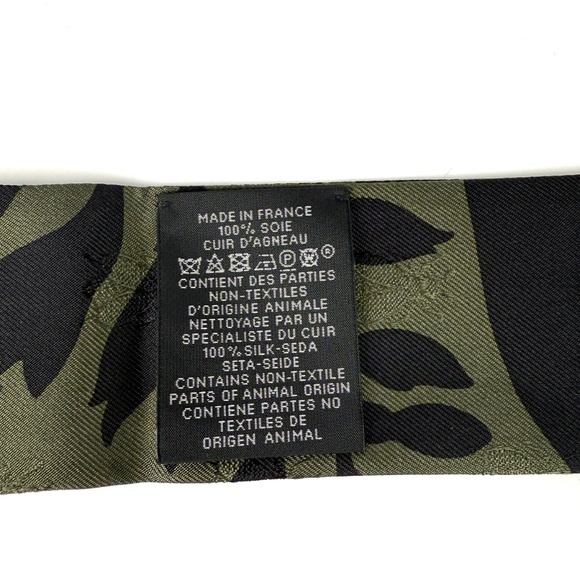 MADE IN FRANCE
100% SOIE
CUIR D'AGNEAU
P W ®
CONTIENT DES PARTIES
NON-TEXTILES
D'ORIGINE ANIMALE
NETTOYAGE PAR UN
SPECIALISTE DU CUIR
100% SILK-SEDA
SETA-SEIDE
CONTAINS NON-TEXTILE
PARTS OF ANIMAL ORIGIN
CONTIENE PARTES NO
TEXTILES DE
ORIGEN ANIMAL